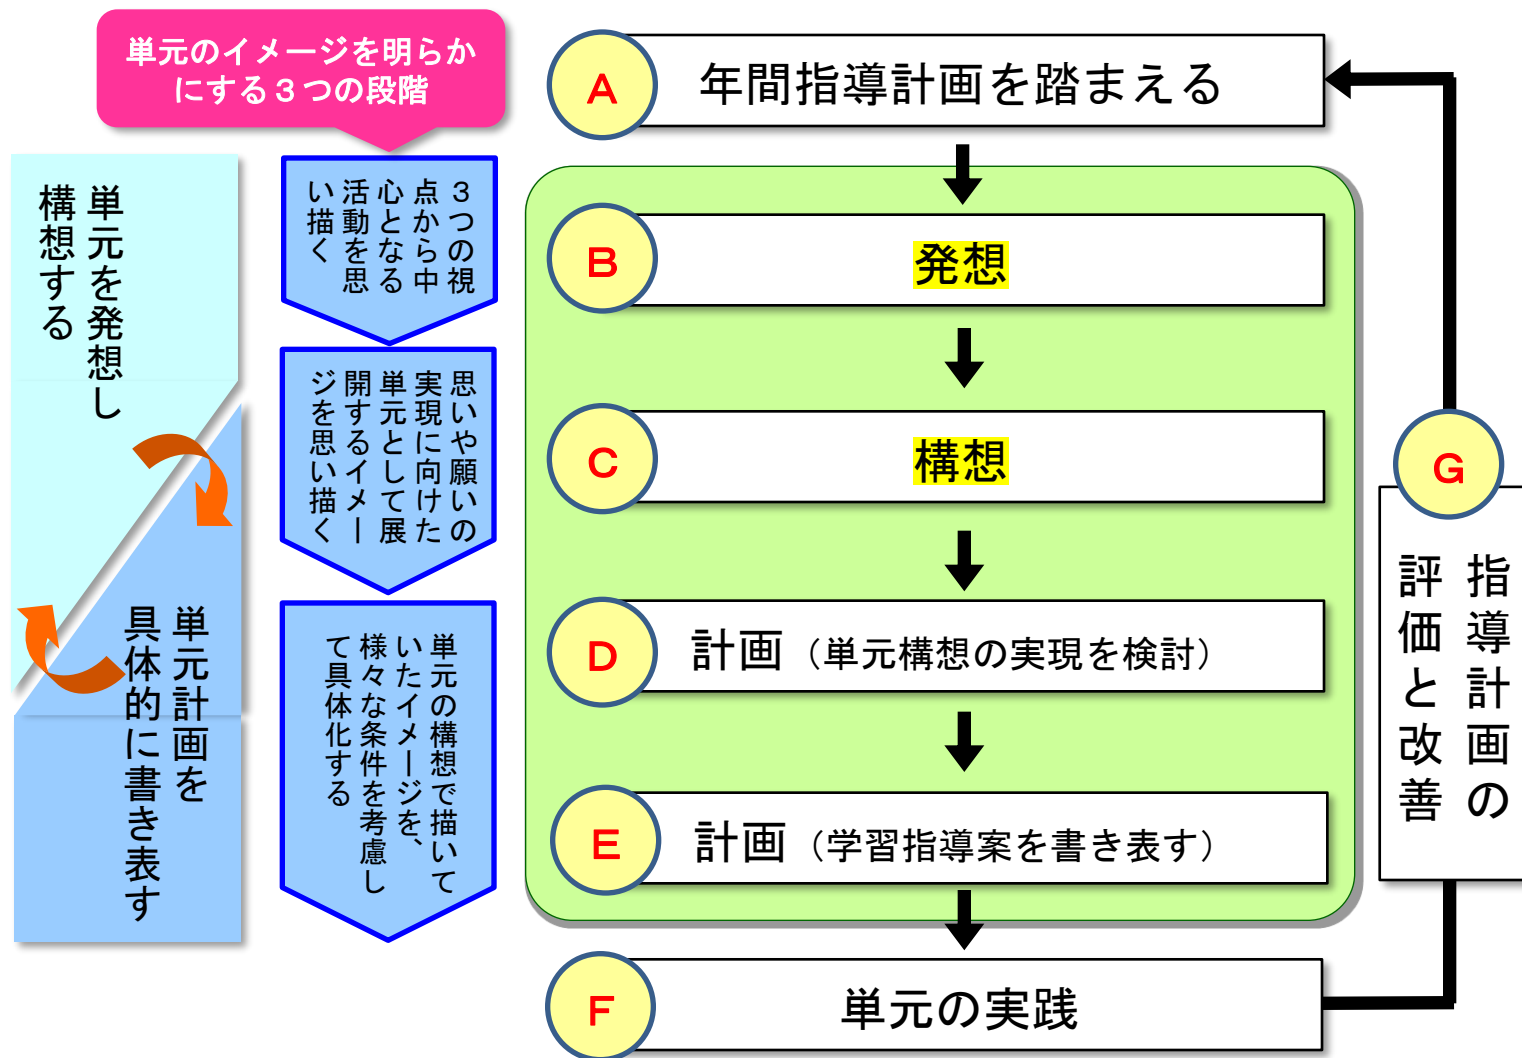 単元のイメージを明らか
にする３つの段階
単元を発想し
構想する
単元計画を
具体的に書き表す
３つの視
点から中
心となる
活動を思
い描く
思いや願いの
実現に向けた
単元として展
開するイメー
ジを思い描く
単元の構想で描いて
いたイメージを、
様々な条件を考慮し
て具体化する
A
年間指導計画を踏まえる
B
発想
C
構想
D
計画（単元構想の実現を検討）
E
計画（学習指導案を書き表す）
F
単元の実践
G
指導計画の
評価と改善